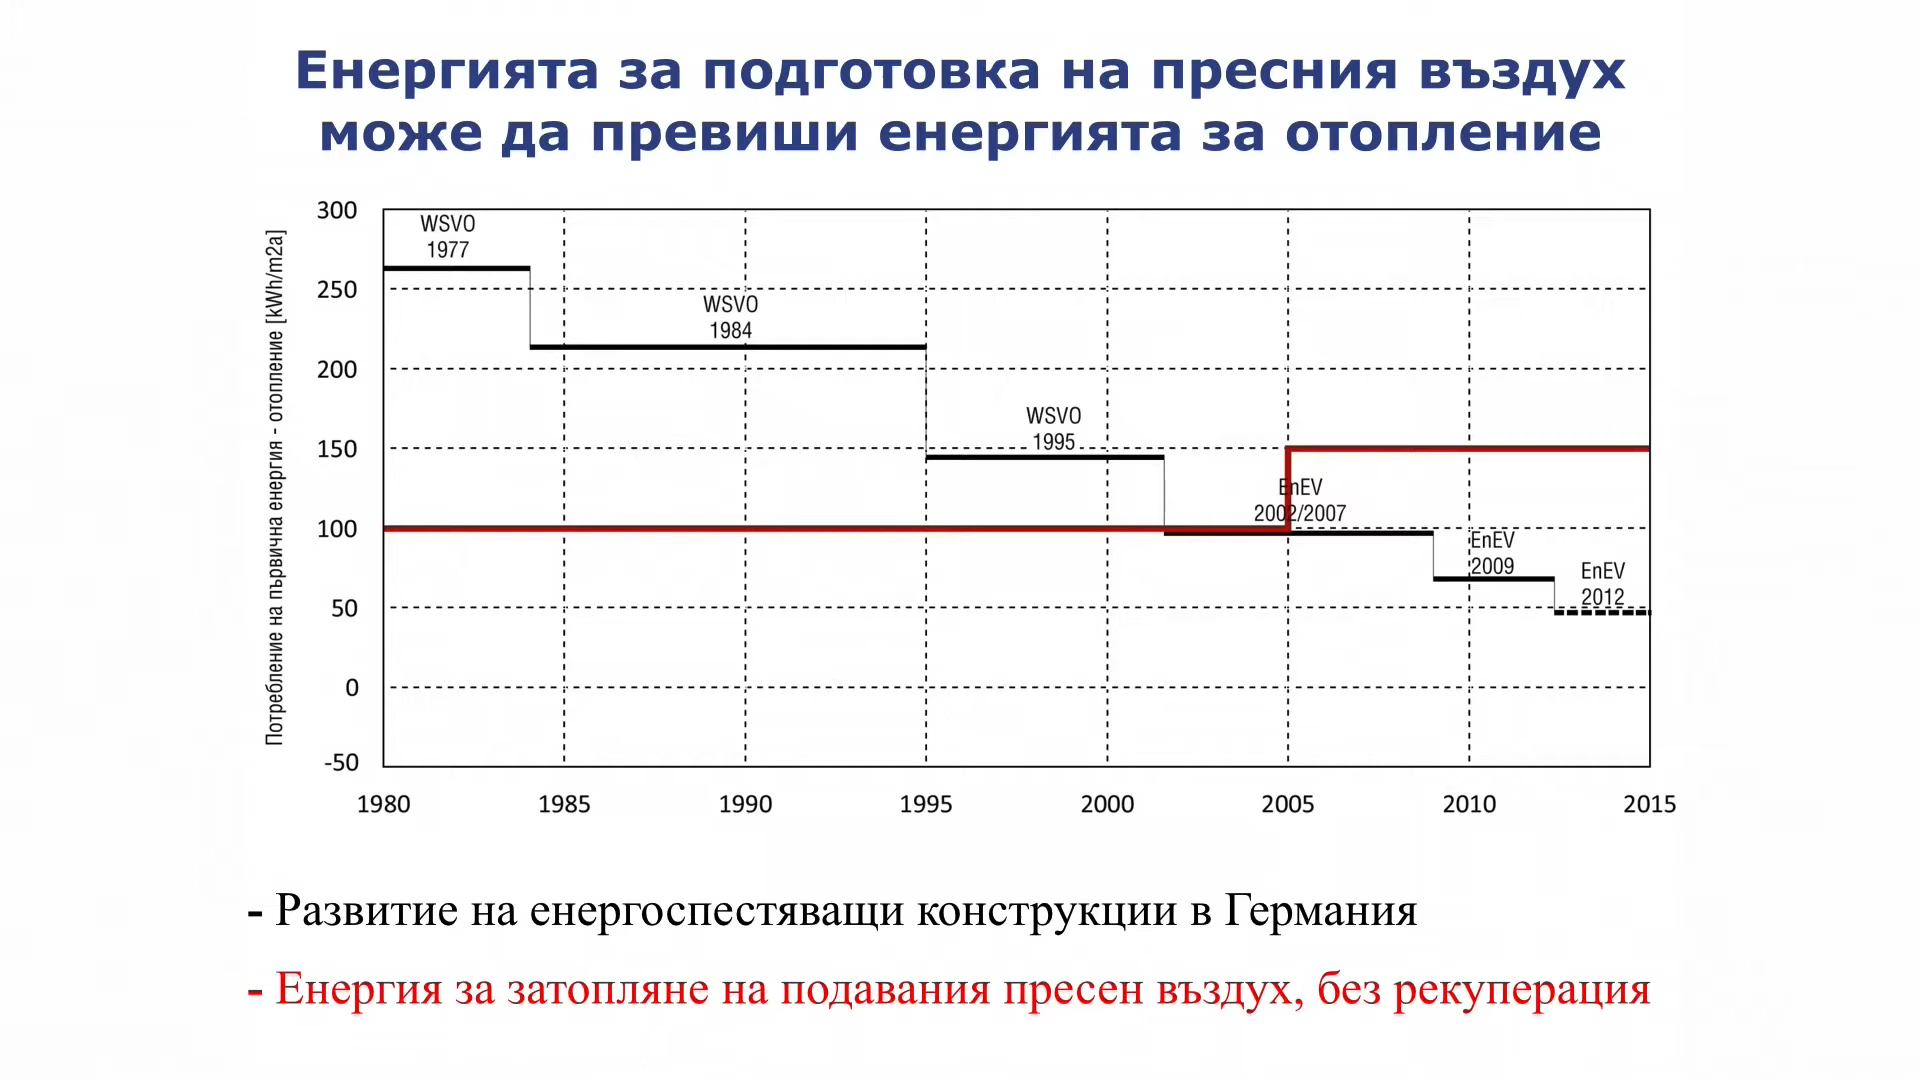 Енергията за подготовка на пресния въздух
може да превиши енергията за отопление
Потребление на първична енергия - отопление [kWh/m2a]
300
250
200
150
100
50
0
-50
WSVO
1977
WSVO
1984
WSVO
1995
EnEV
2002/2007
EnEV
2009
EnEV
2012
1980
1985
1990
1995
2000
2005
2010
2015
- Развитие на енергоспестяващи конструкции в Германия
- Енергия за затопляне на подавания пресен въздух, без рекуперация